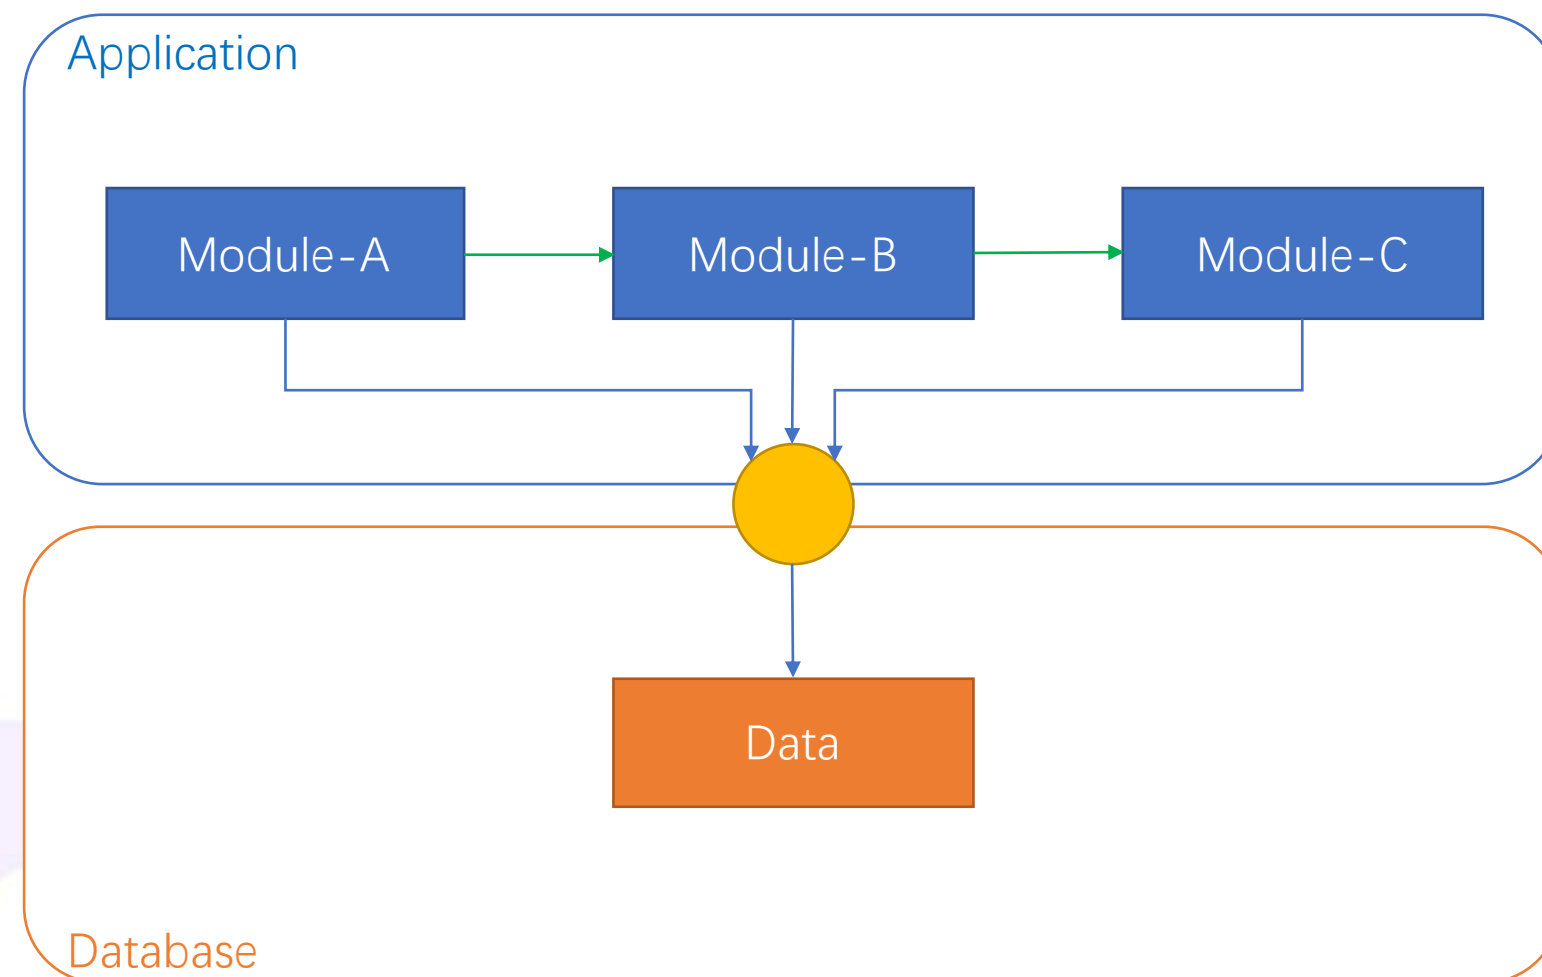 Application
Module-A
Module-B
Module-C
Data
Database